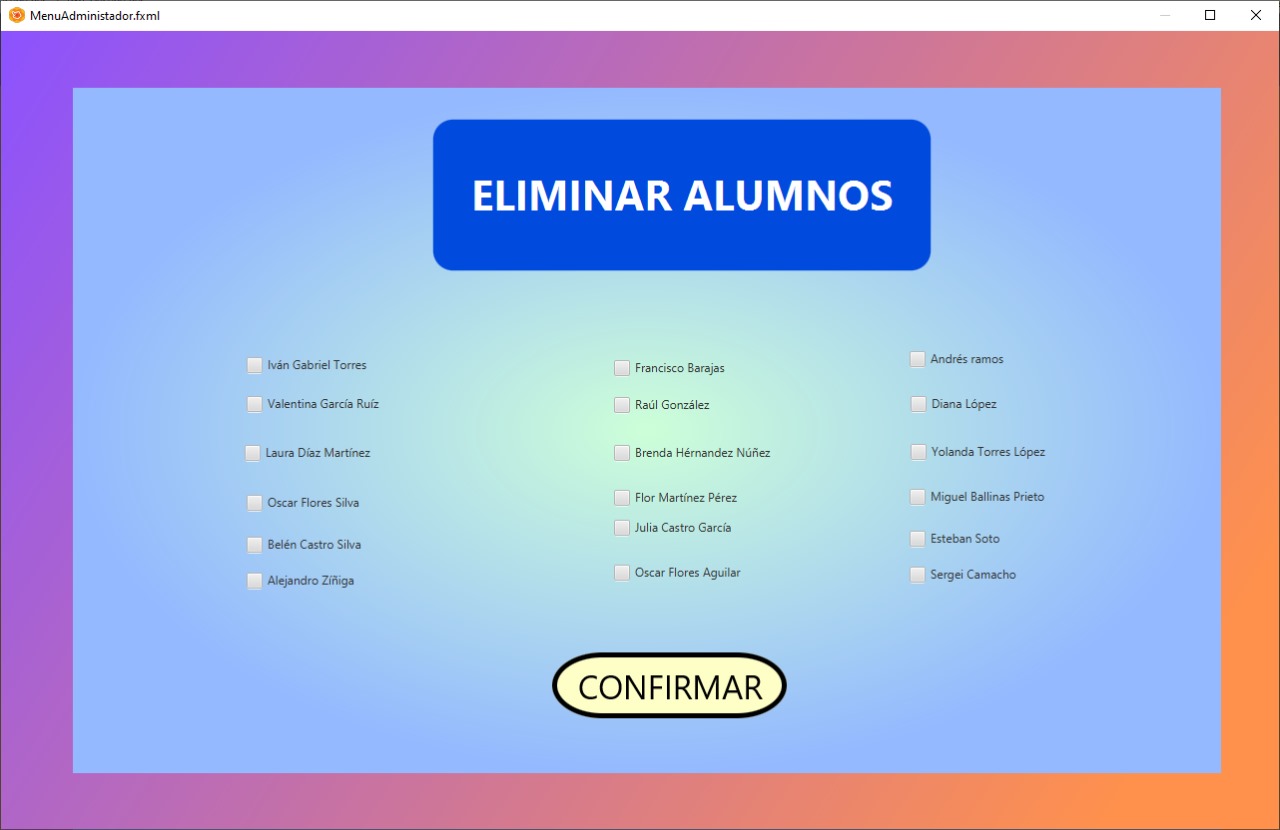 MenuAdministador.fxml
ELIMINAR ALUMNOS
Iván Gabriel Torres
Valentina García Ruíz
Laura Díaz Martínez
Oscar Flores Silva
Belén Castro Silva
Alejandro Zíñiga
Francisco Barajas
Raúl González
Brenda Hérnandez Núñez
Flor Martínez Pérez
Julia Castro García
Oscar Flores Aguilar
Andrés ramos
Diana López
Yolanda Torres López
Miguel Ballinas Prieto
Esteban Soto
Sergei Camacho
CONFIRMAR